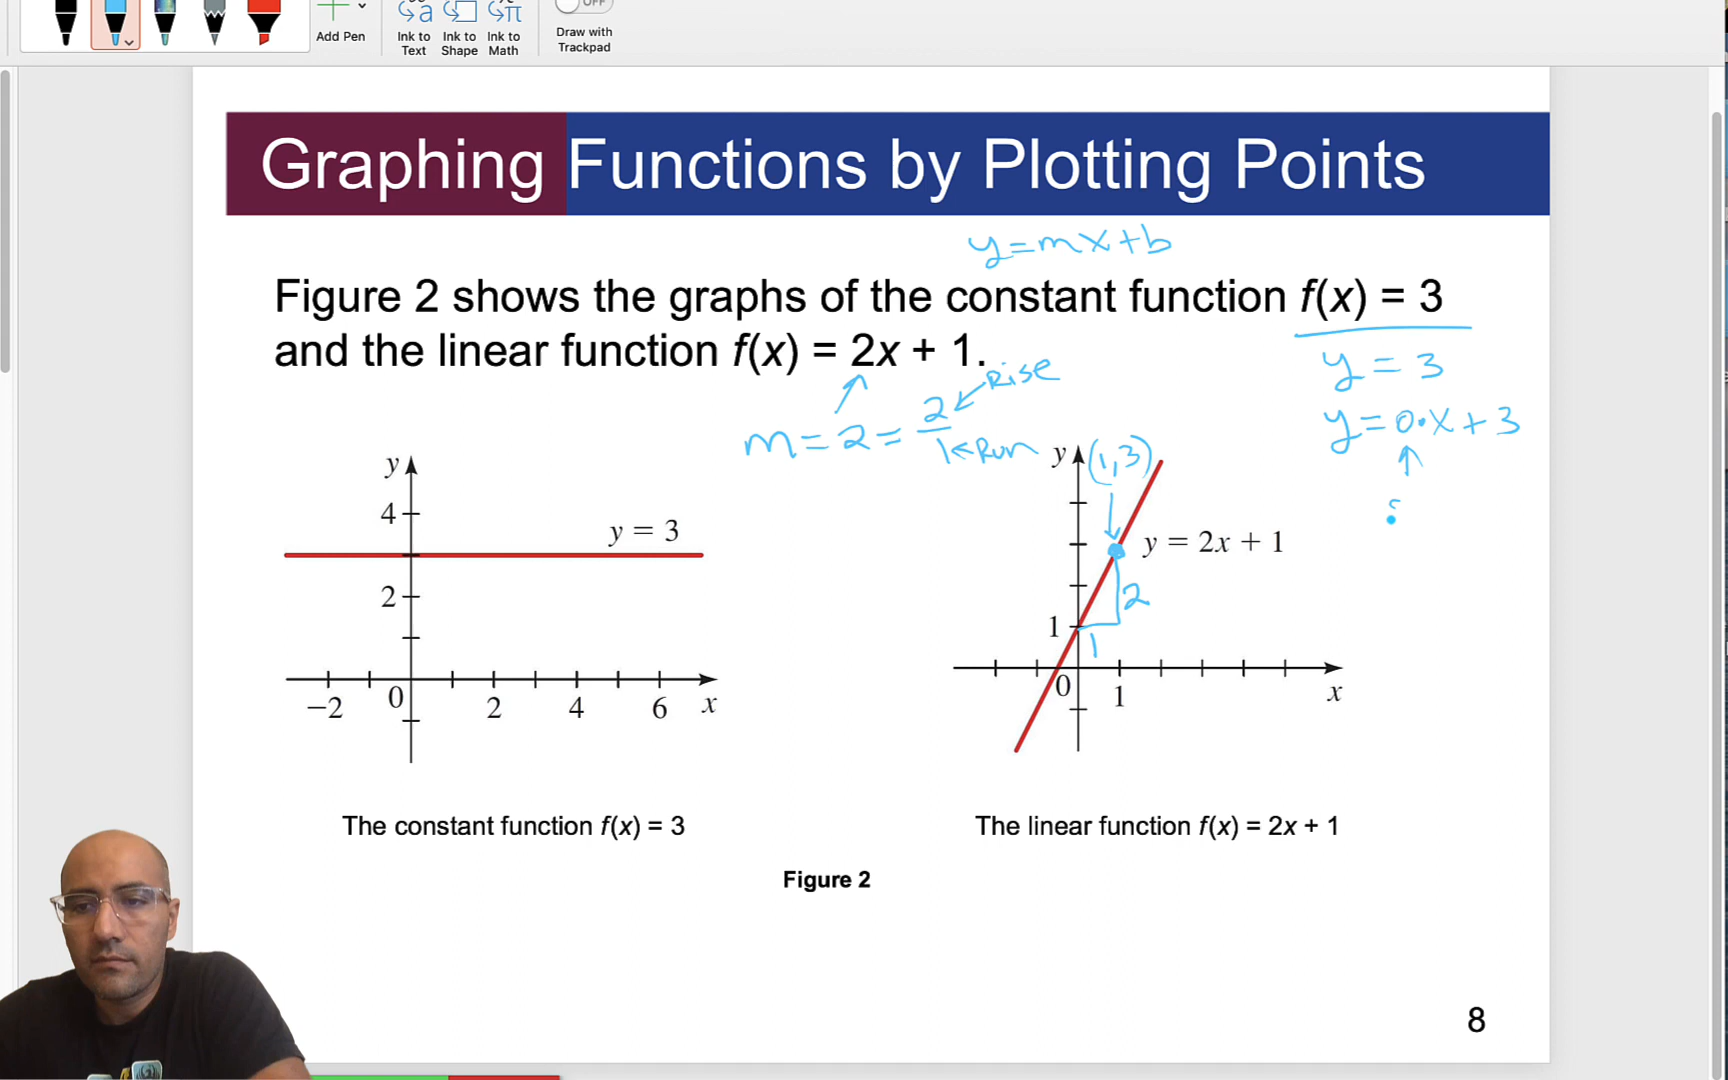 Add Pen
Ink to Text
Ink to Shape
Ink to Math
OFF
Draw with Trackpad
Graphing Functions by Plotting Points
y=mx+b
Figure 2 shows the graphs of the constant function f(x) = 3
and the linear function f(x) = 2x + 1.
y = 3
y=0·x+3
m=2=2/1
Rise
Run
y
4
2
y = 3
-2
0
2
4
6
x
y
(1,3)
y = 2x + 1
2
1
1
0
1
x
The constant function f(x) = 3
The linear function f(x) = 2x + 1
Figure 2
8